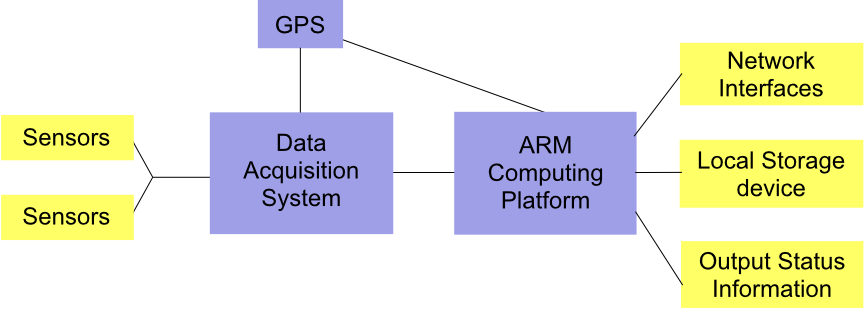 GPS
Sensors
Sensors
Data
Acquisition
System
ARM
Computing
Platform
Network
Interfaces
Local Storage
device
Output Status
Information